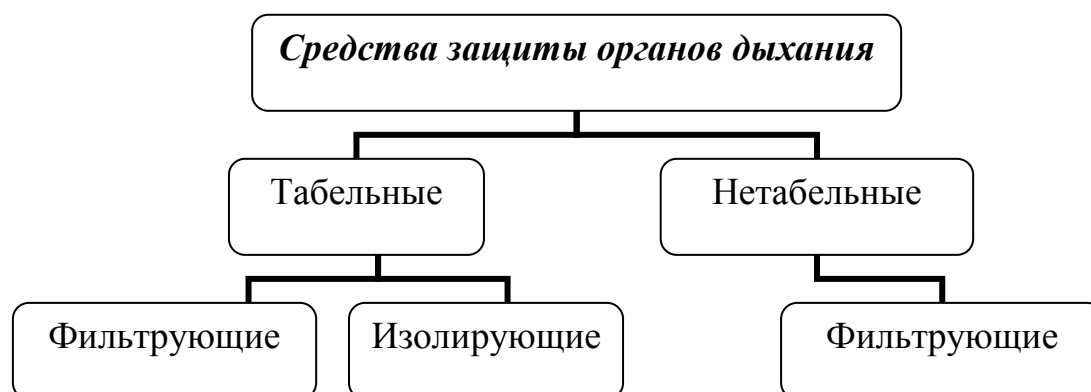 Средства защиты органов дыхания
Табельные
Нетабельные
Фильтрующие
Изолирующие
Фильтрующие